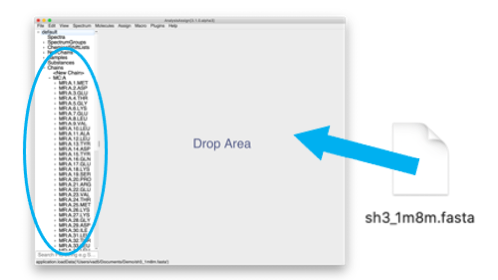 File Edit View Spectrum Molecules Assign Macro Plugins Help
default
Spectra
SpectrumGroups
ChemicalShiftLists
NmrChains
Samples
Substances
Chains
<New Chain>
MC:A
MR:A.1.MET
MR:A.2.ASP
MR:A.3.GLU
MR:A.4.THR
MR:A.5.GLY
MR:A.6.LYS
MR:A.7.GLU
MR:A.8.LEU
MR:A.9.VAL
MR:A.10.LEU
MR:A.11.ALA
MR:A.12.LEU
MR:A.13.TYR
MR:A.14.ASP
MR:A.15.TYR
MR:A.16.GLN
MR:A.17.GLU
MR:A.18.LYS
MR:A.19.SER
MR:A.20.PRO
MR:A.21.ARG
MR:A.22.GLU
MR:A.23.VAL
MR:A.24.THR
MR:A.25.MET
MR:A.26.LYS
MR:A.27.LYS
MR:A.28.GLY
MR:A.29.ASP
MR:A.30.ILE
MR:A.31.LEU
MR:A.32.THR
MR:A.33.LEU
Drop Area
sh3_1m8m.fasta